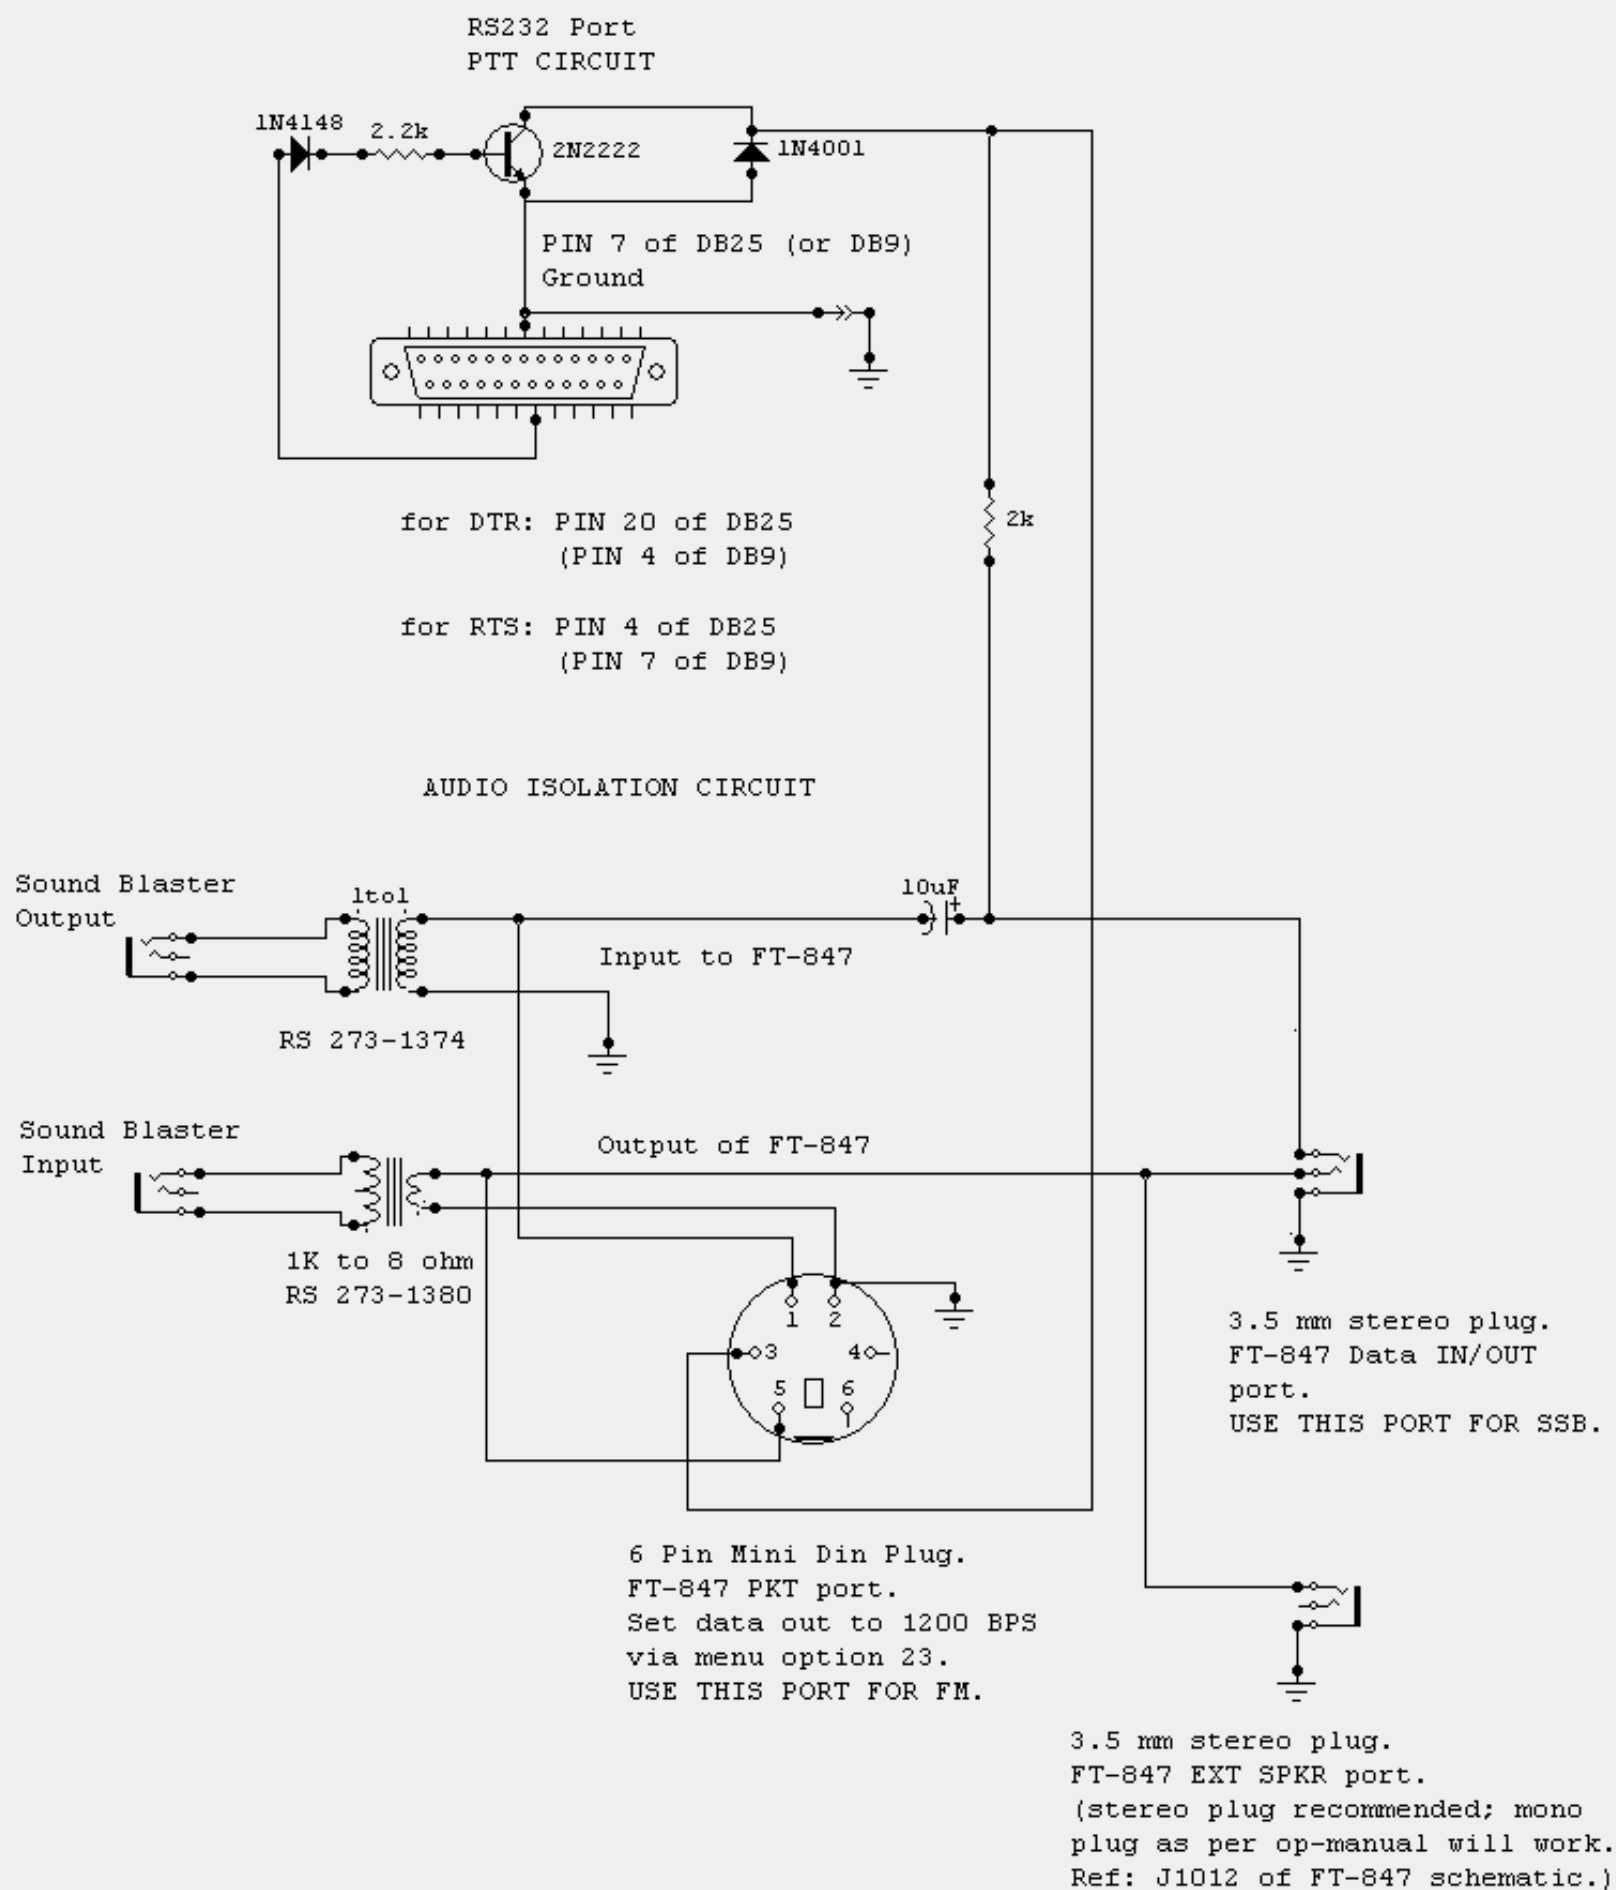 RS232 Port
PTT CIRCUIT
1N4148
2.2k
2N2222
1N4001
PIN 7 of DB25 (or DB9)
Ground
for DTR: PIN 20 of DB25
(PIN 4 of DB9)
2k
for RTS: PIN 4 of DB25
(PIN 7 of DB9)
AUDIO ISOLATION CIRCUIT
Sound Blaster
Output
1to1
10uF
+
Input to FT-847
RS 273-1374
Sound Blaster
Input
Output of FT-847
1K to 8 ohm
RS 273-1380
1 2
3 4
5 6
3.5 mm stereo plug.
FT-847 Data IN/OUT
port.
USE THIS PORT FOR SSB.
6 Pin Mini Din Plug.
FT-847 PKT port.
Set data out to 1200 BPS
via menu option 23.
USE THIS PORT FOR FM.
3.5 mm stereo plug.
FT-847 EXT SPKR port.
(stereo plug recommended; mono
plug as per op-manual will work.
Ref: J1012 of FT-847 schematic.)